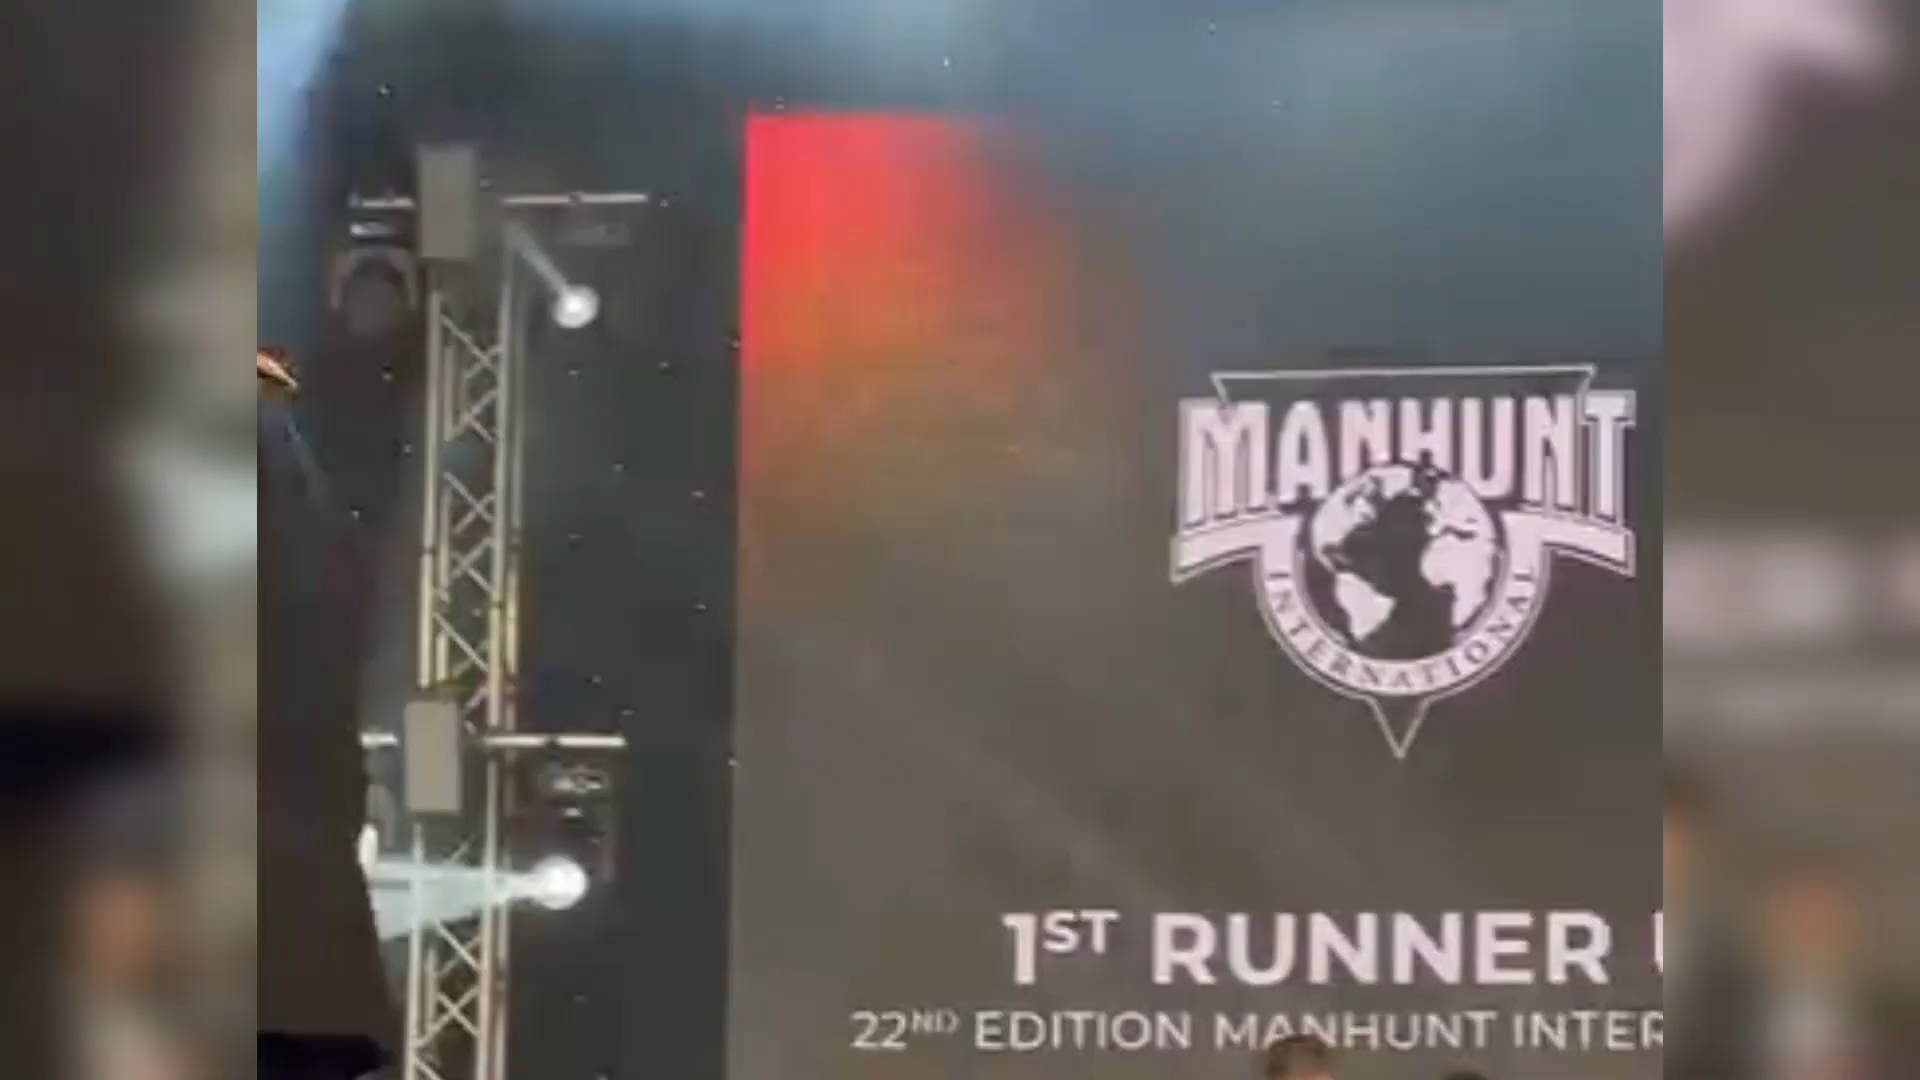 MANHUNT
INTERNATIONAL
1ST RUNNER
22ND EDITION MANHUNT INTER